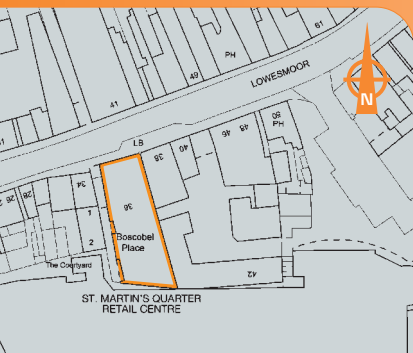 61
PH
49
LOWESMOOR
41
N
50
PH
LB
48
46
40
38
36
34
28
26
1
2
Boscobel
Place
The Courtyard
42
ST. MARTIN'S QUARTER
RETAIL CENTRE